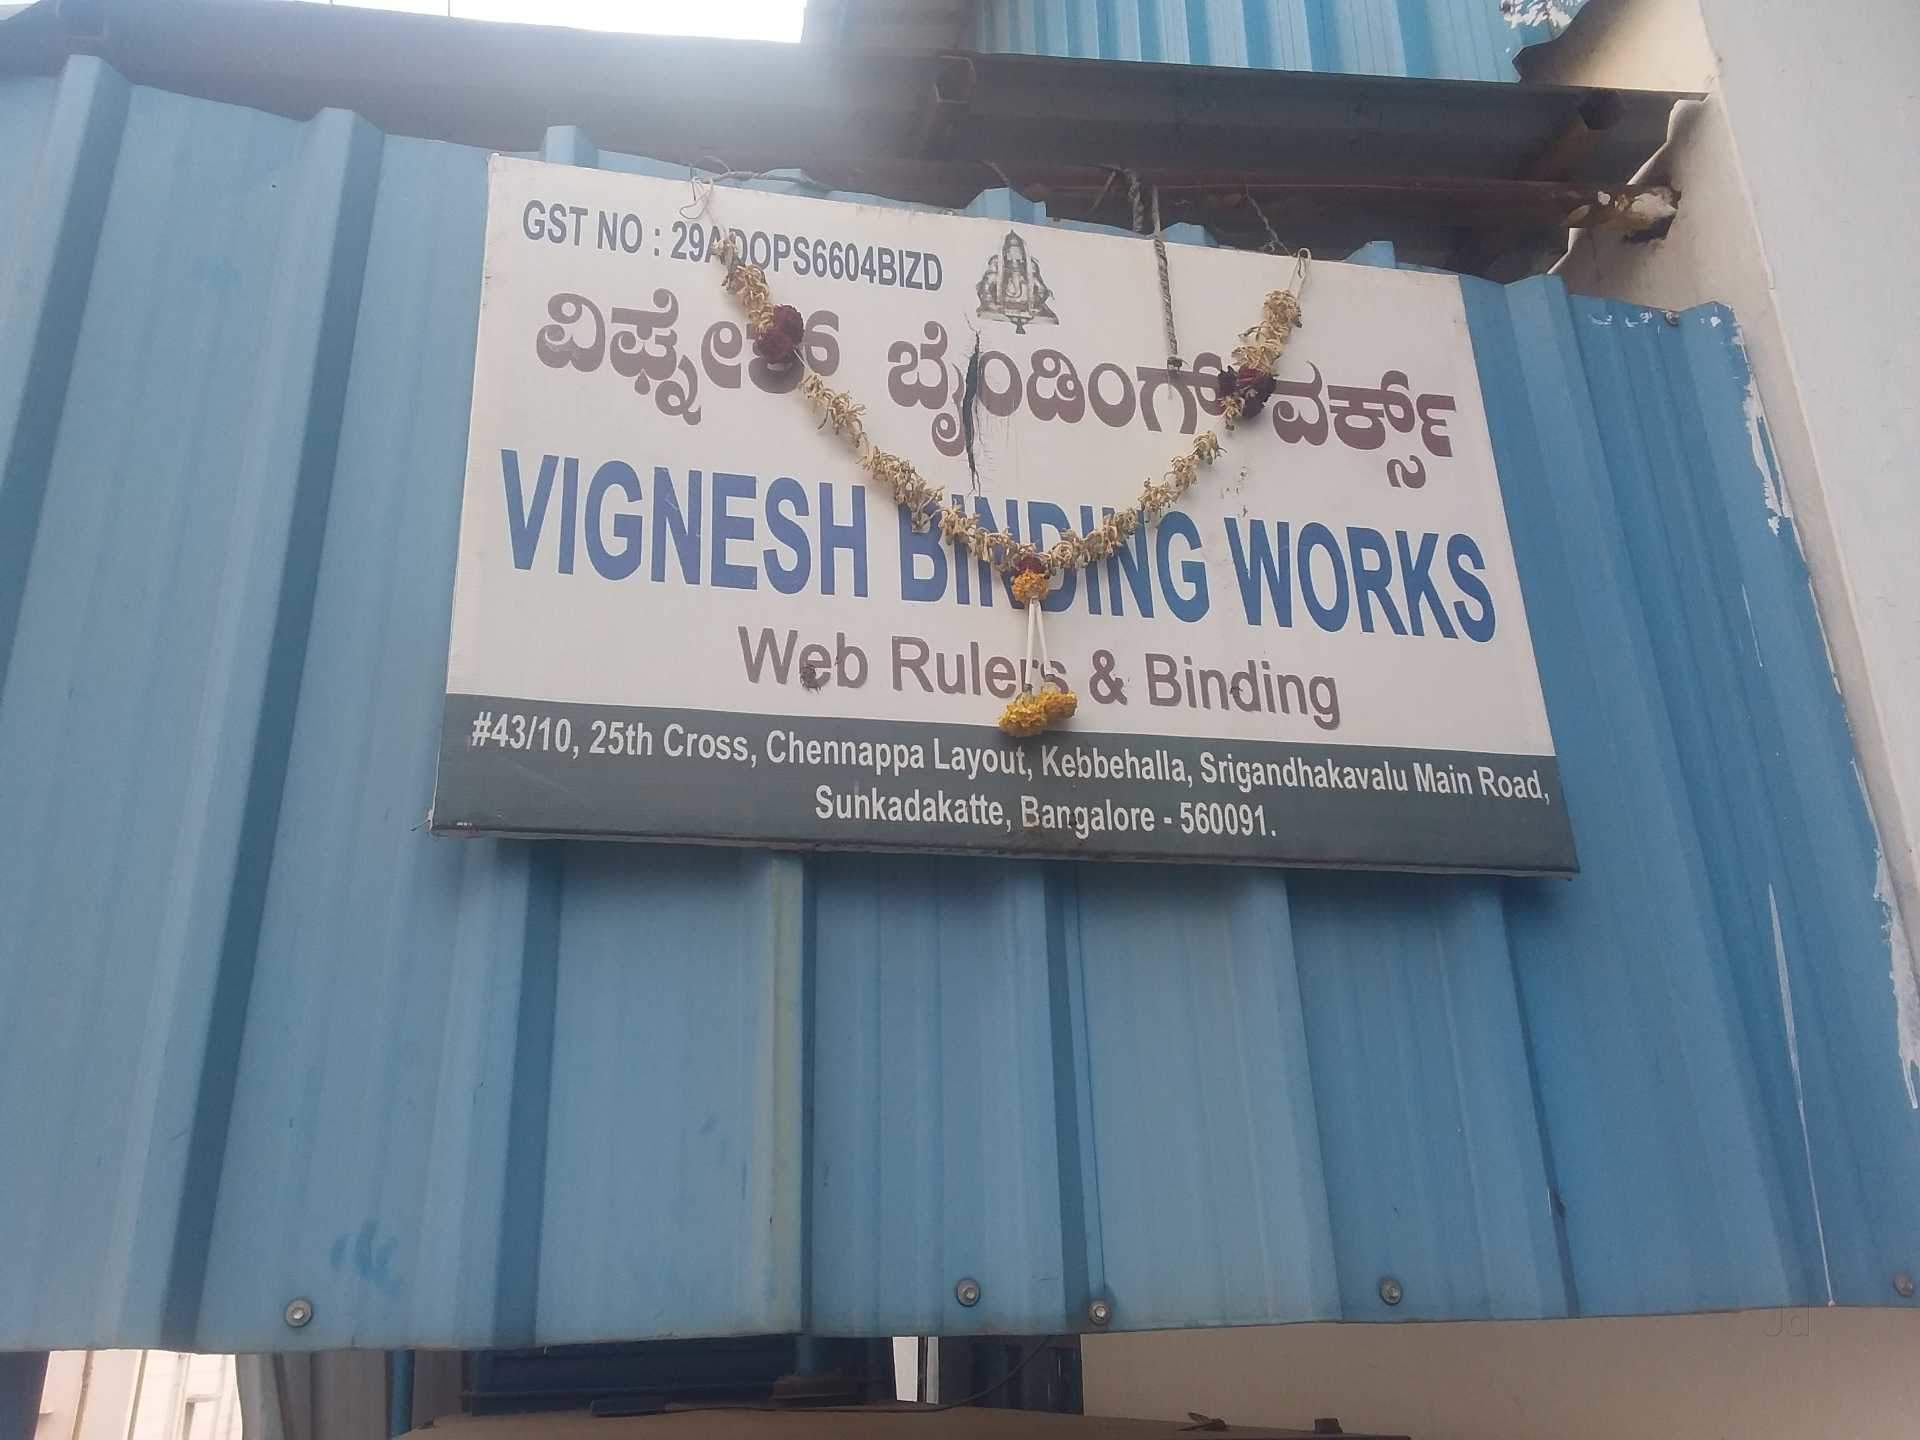 GST NO : 29ADOPS6604BIZD
ವಿಘ್ನೇಶ್ ಬೈಂಡಿಂಗ್ ವರ್ಕ್ಸ್
VIGNESH BINDING WORKS
Web Rulers & Binding
#43/10, 25th Cross, Chennappa Layout, Kebbehalla, Srigandhakavalu Main Road,
Sunkadakatte, Bangalore - 560091.
Jd